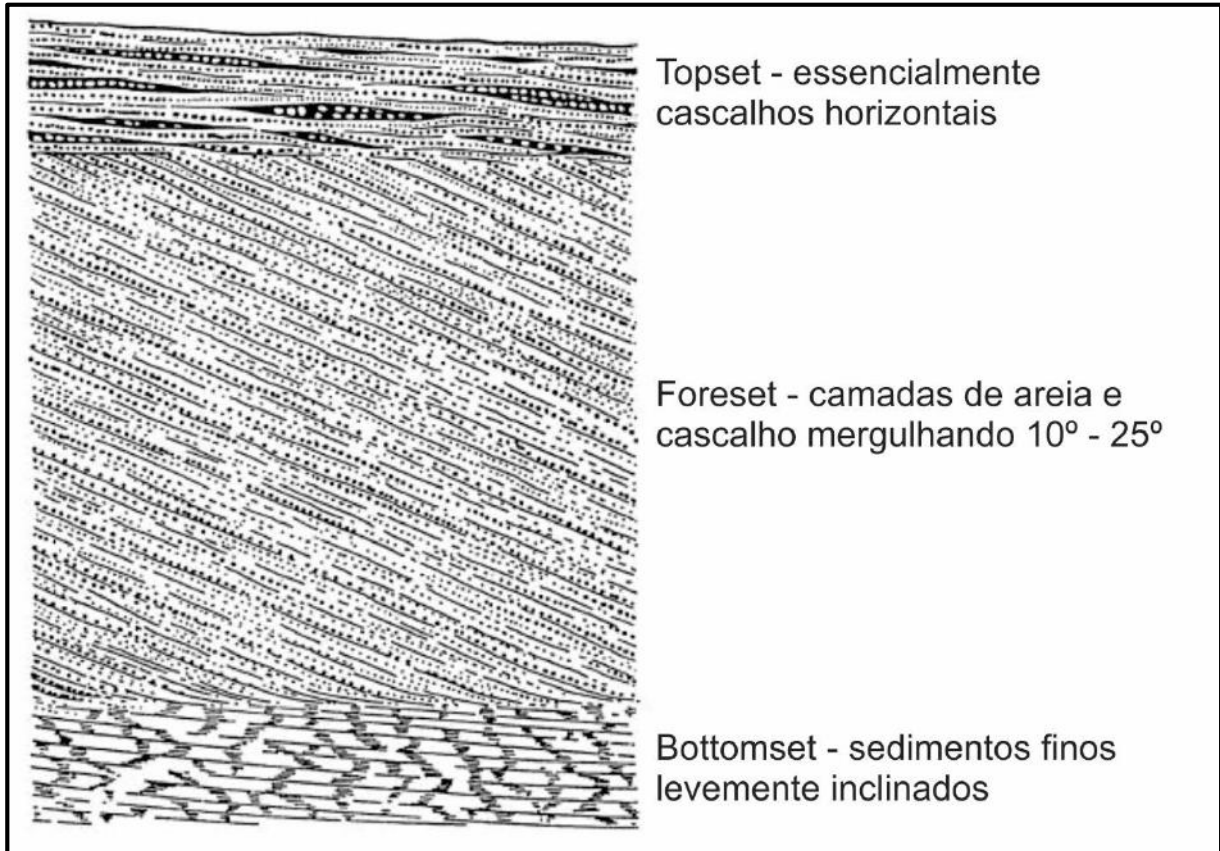 Topset - essencialmente
cascalhos horizontais
Foreset - camadas de areia e
cascalho mergulhando 10º - 25º
Bottomset - sedimentos finos
levemente inclinados